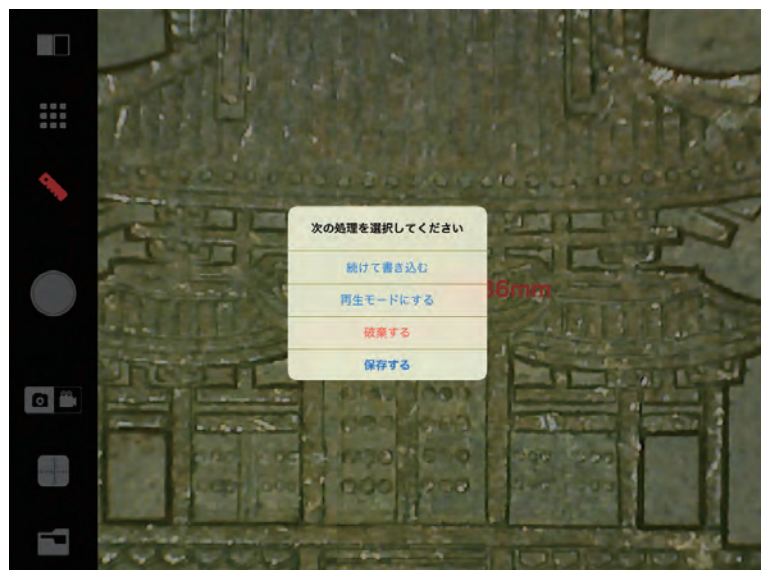 次の処理を選択してください
続けて書き込む
再生モードにする
36mm
破棄する
保存する